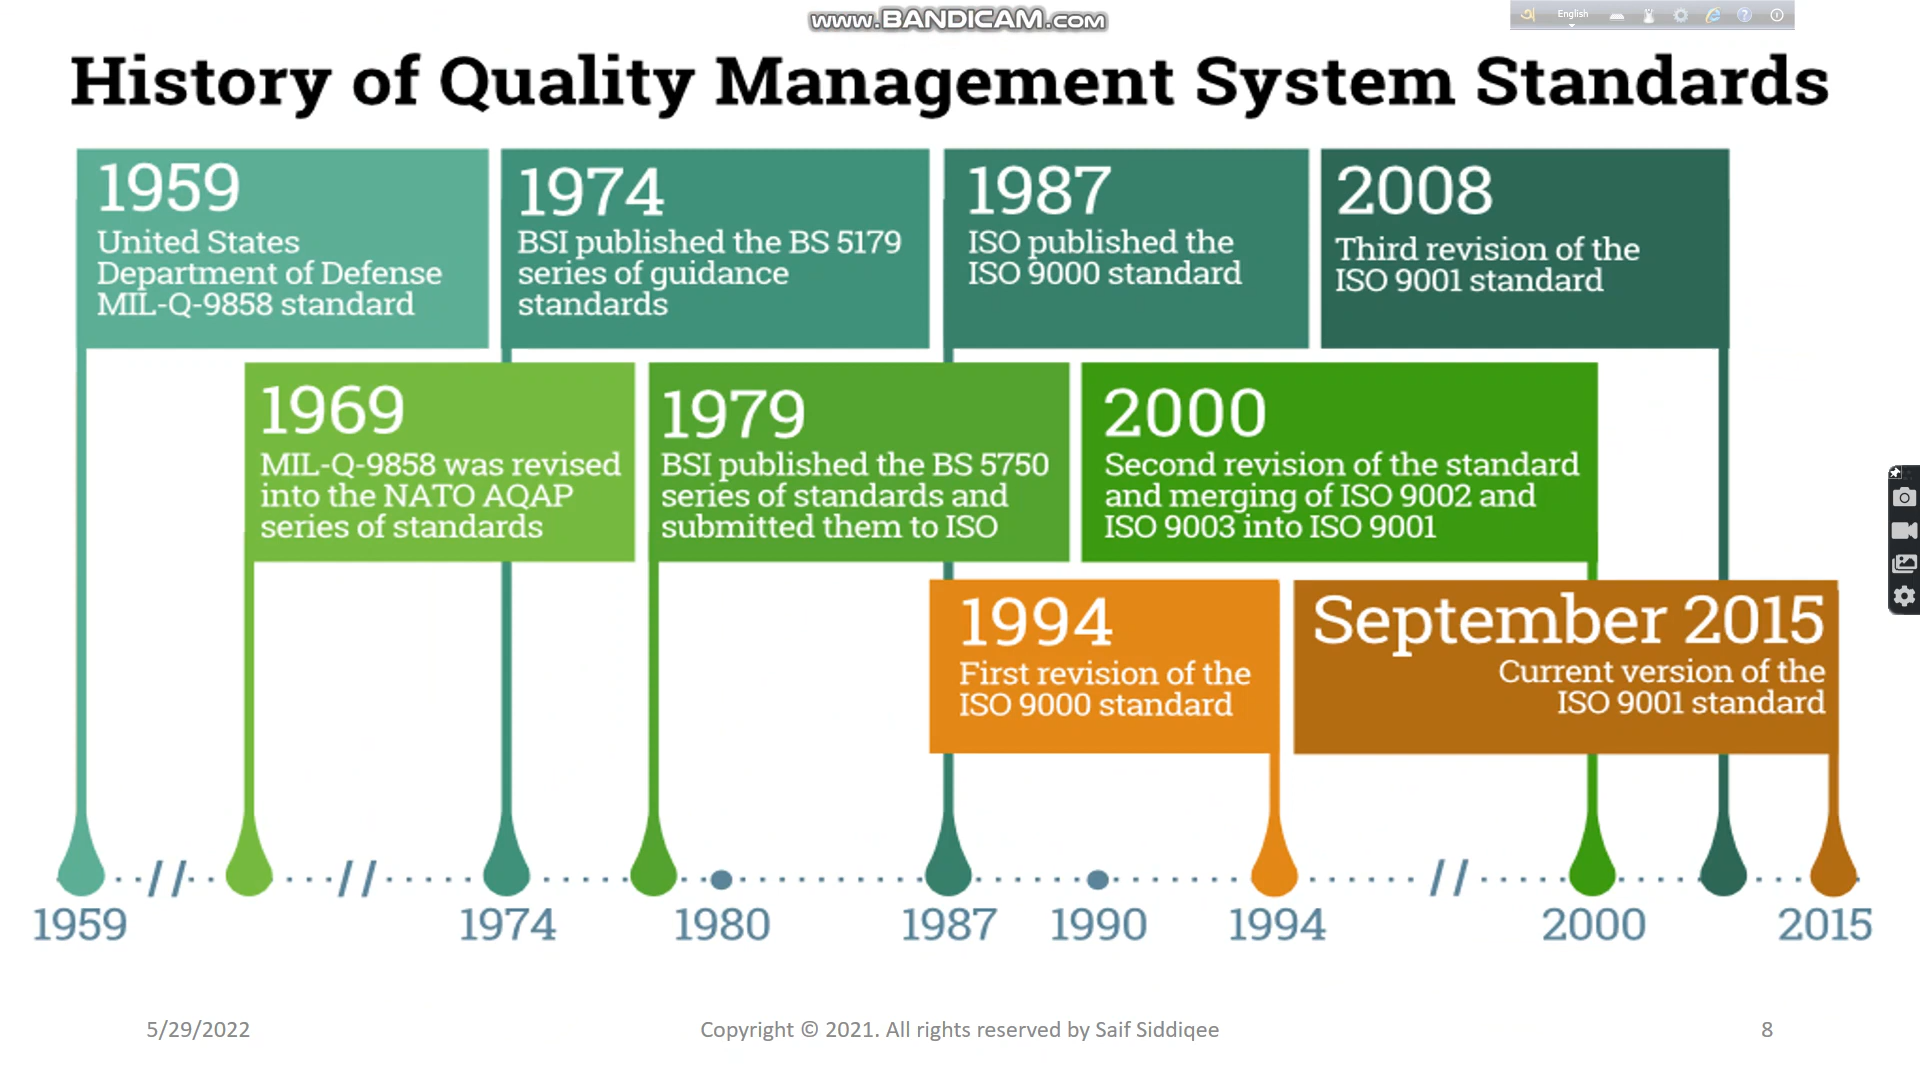 www.BANDICAM.com
English
History of Quality Management System Standards
1959
United States
Department of Defense
MIL-Q-9858 standard
1974
BSI published the BS 5179
series of guidance
standards
1987
ISO published the
ISO 9000 standard
2008
Third revision of the
ISO 9001 standard
1969
MIL-Q-9858 was revised
into the NATO AQAP
series of standards
1979
BSI published the BS 5750
series of standards and
submitted them to ISO
2000
Second revision of the standard
and merging of ISO 9002 and
ISO 9003 into ISO 9001
1994
First revision of the
ISO 9000 standard
September 2015
Current version of the
ISO 9001 standard
1959 1974 1980 1987 1990 1994 2000 2015
5/29/2022 Copyright © 2021. All rights reserved by Saif Siddiqee 8